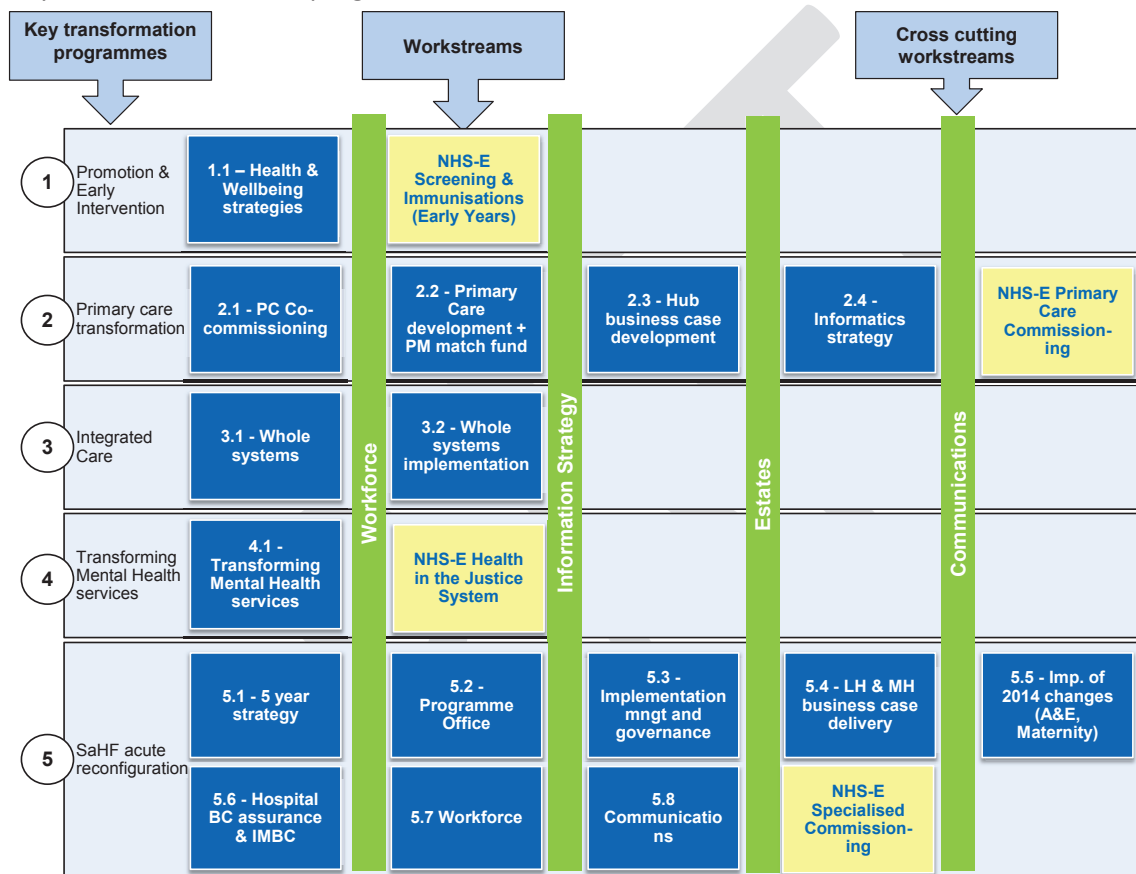 Key transformation
programmes
Workstreams
Cross cutting
workstreams
1
Promotion &
Early
Intervention
1.1 – Health &
Wellbeing
strategies
NHS-E
Screening &
Immunisations
(Early Years)
2
Primary care
transformation
2.1 - PC Co-
commissioning
2.2 - Primary
Care
development +
PM match fund
2.3 - Hub
business case
development
2.4 -
Informatics
strategy
NHS-E Primary
Care
Commission-
ing
3
Integrated
Care
3.1 - Whole
systems
3.2 - Whole
systems
implementation
4
Transforming
Mental Health
services
4.1 -
Transforming
Mental Health
services
NHS-E Health
in the Justice
System
5
SaHF acute
reconfiguration
5.1 - 5 year
strategy
5.2 -
Programme
Office
5.3 -
Implementation
mngt and
governance
5.4 - LH & MH
business case
delivery
5.5 - Imp. of
2014 changes
(A&E,
Maternity)
5.6 - Hospital
BC assurance
& IMBC
5.7 Workforce
5.8
Communicatio
ns
NHS-E
Specialised
Commission-
ing
Workforce
Information Strategy
Estates
Communications